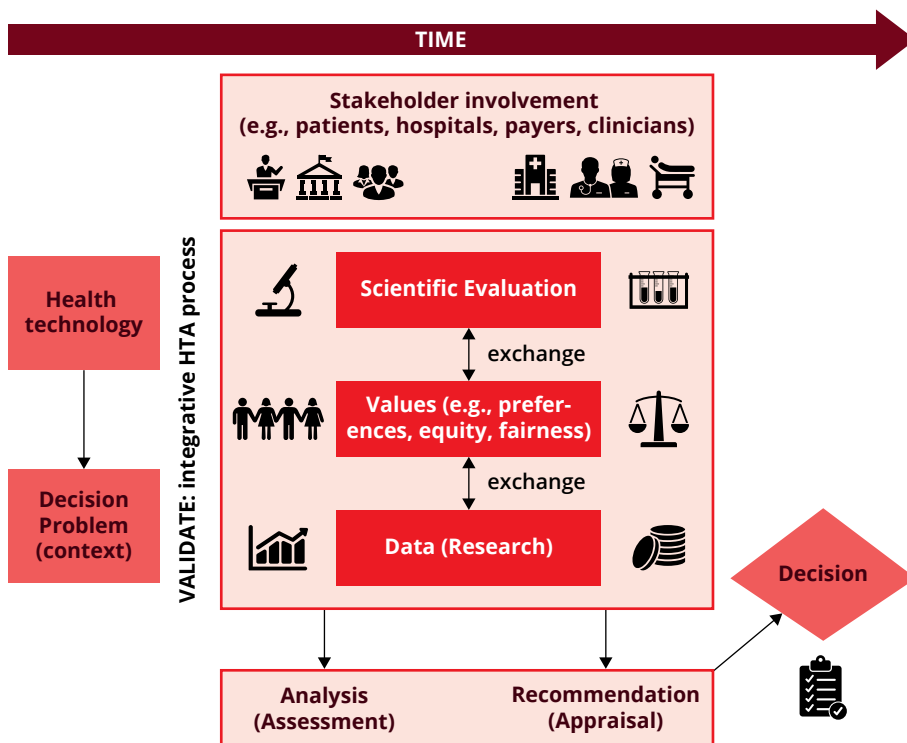 TIME
Stakeholder involvement
(e.g., patients, hospitals, payers, clinicians)
VALIDATE: integrative HTA process
Health
technology
Scientific Evaluation
exchange
Values (e.g., prefer-
ences, equity, fairness)
exchange
Decision
Problem
(context)
Data (Research)
Decision
Analysis
(Assessment)
Recommendation
(Appraisal)